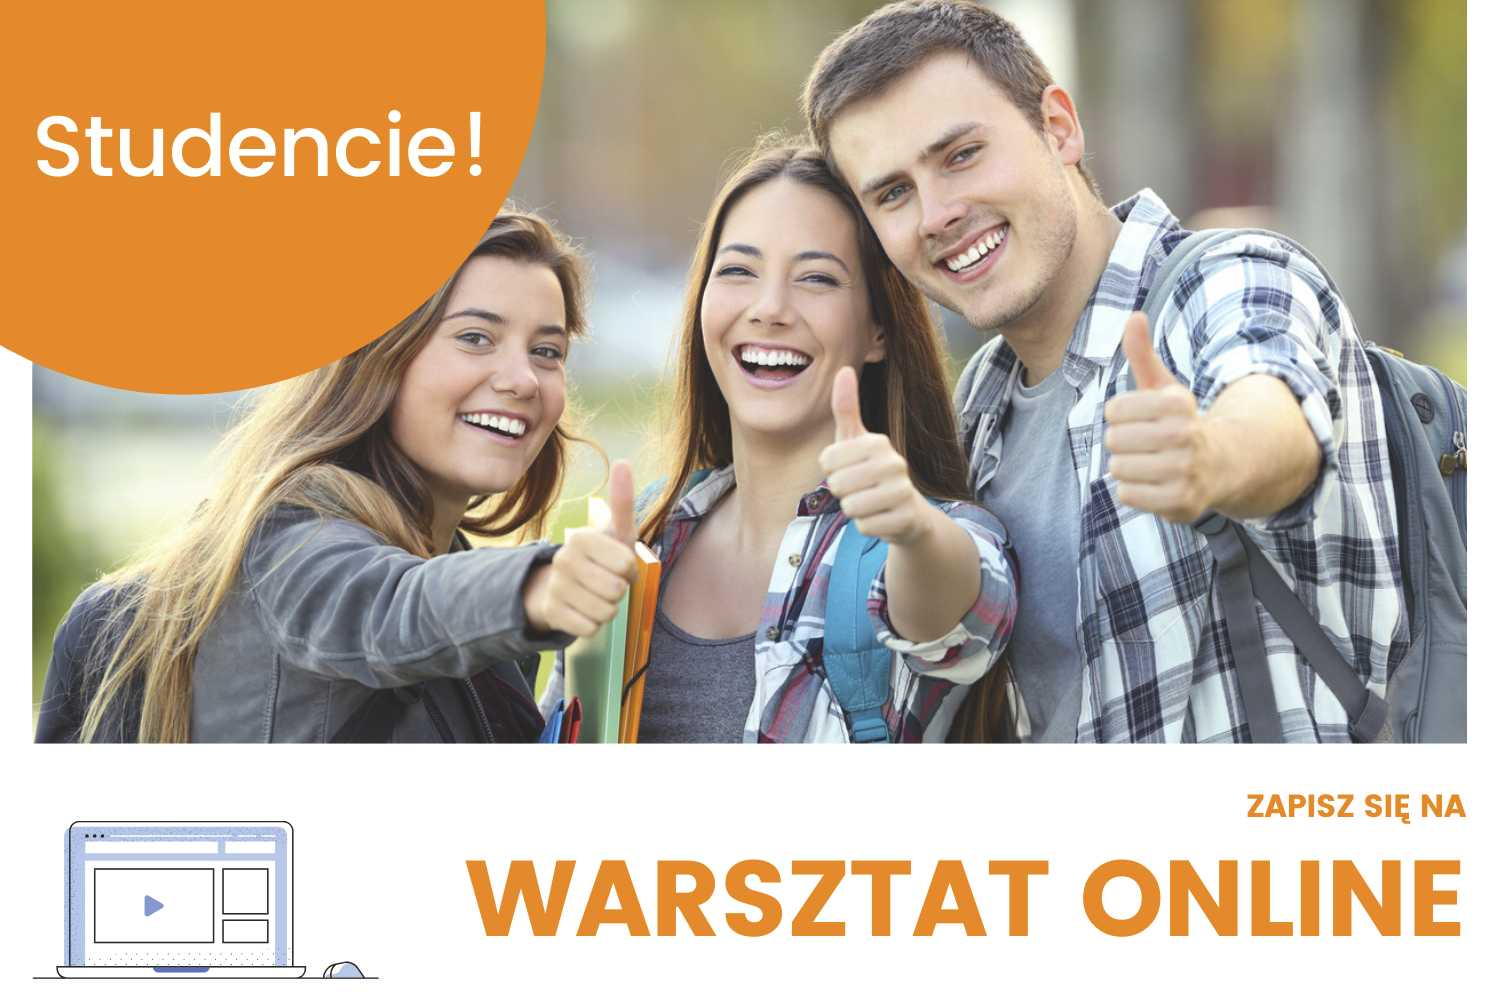 Studencie!
ZAPISZ SIĘ NA
WARSZTAT ONLINE